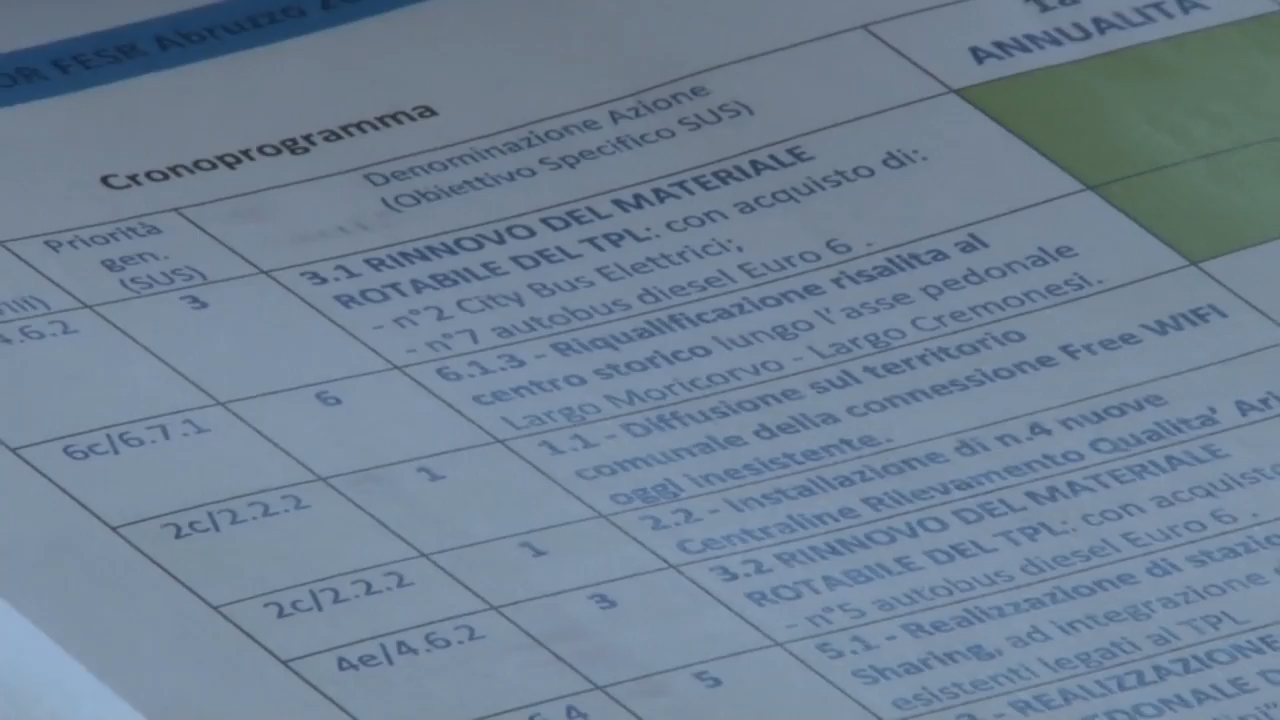 OR FESR Abruzzo
Cronoprogramma
1a
ANNUALITÀ
Priorità
gen.
(SUS)
Denominazione Azione
(Obiettivo Specifico SUS)
4.6.2
3
3.1 RINNOVO DEL MATERIALE
ROTABILE DEL TPL: con acquisto di:
- n°2 City Bus Elettrici;
- n°7 autobus diesel Euro 6 .
6c/6.7.1
6
6.1.3 - Riqualificazione risalita al
centro storico lungo l'asse pedonale
Largo Moricorvo - Largo Cremonesi.
2c/2.2.2
1
1.1 - Diffusione sul territorio
comunale della connessione Free WIFI
oggi inesistente.
2c/2.2.2
1
2.2 - Installazione di n.4 nuove
Centraline Rilevamento Qualita'
4e/4.6.2
3
3.2 RINNOVO DEL MATERIALE
ROTABILE DEL TPL: con acquisto
- n°5 autobus diesel Euro 6 .
5
5.1 - Realizzazione di
Sharing, ad integrazione
esistenti legati al TPL
- REALIZZAZIONE